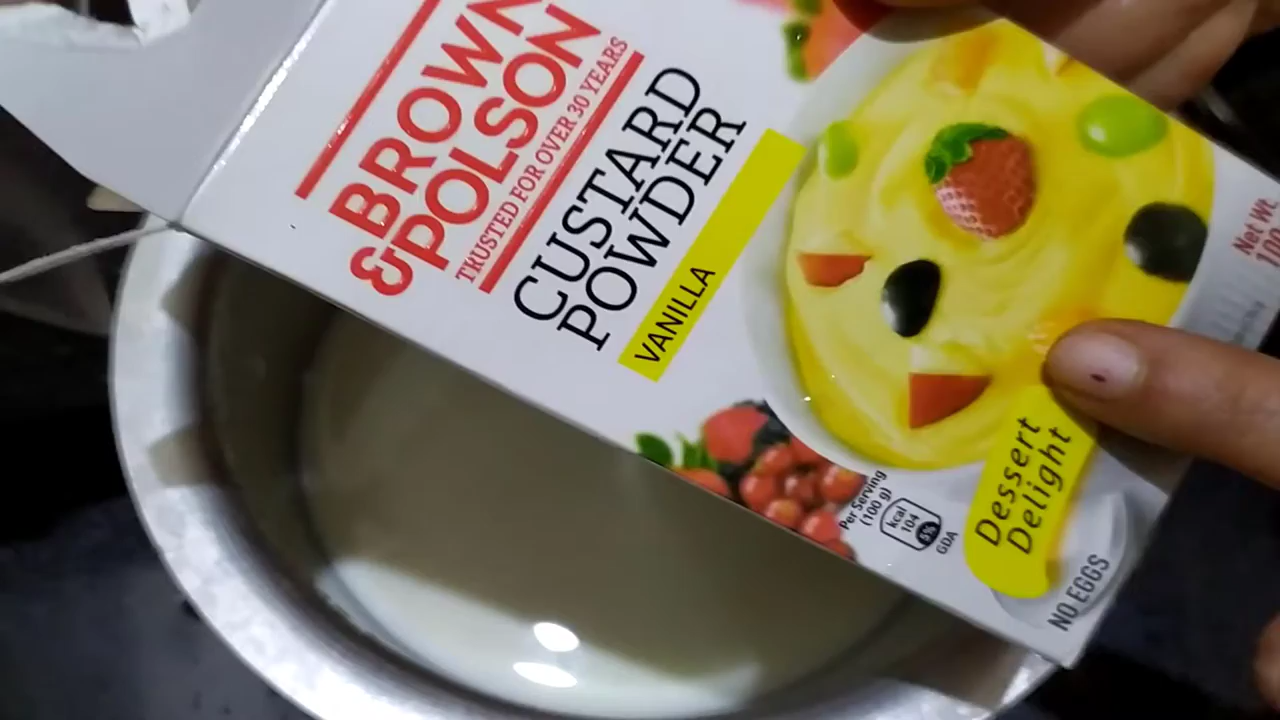 BROWN
& POLSON
TRUSTED FOR OVER 30 YEARS
CUSTARD
POWDER
VANILLA
Per Serving
(100 g)
kcal
104
5%
GDA
Dessert
Delight
NO EGGS
Net Wt.